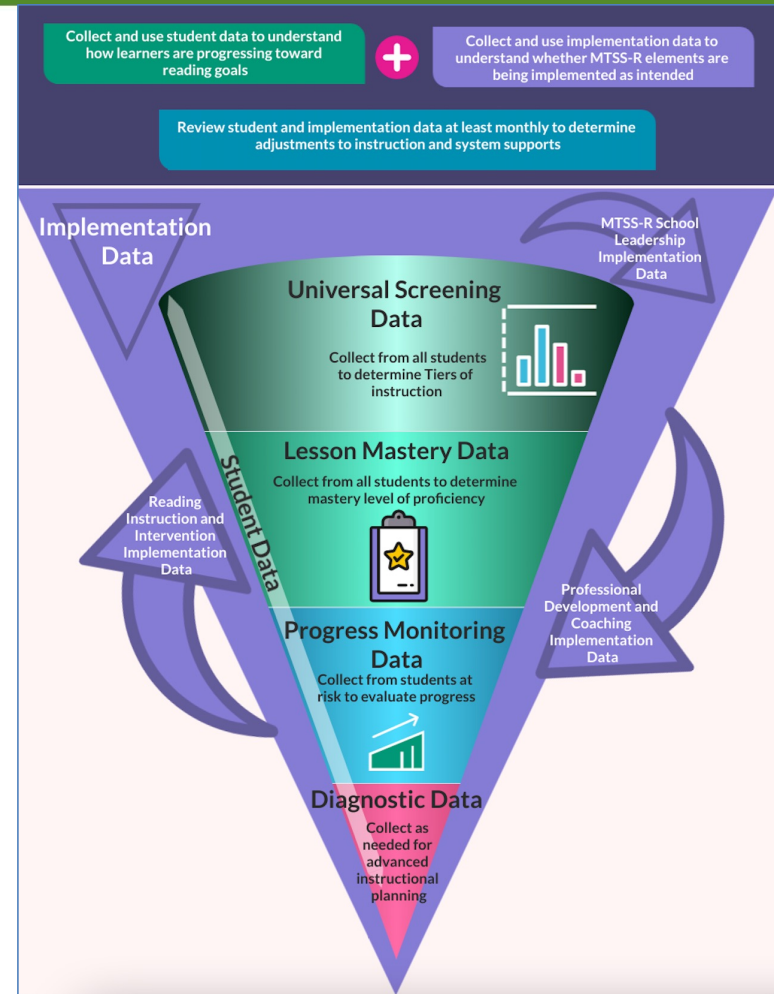 Collect and use student data to understand
how learners are progressing toward
reading goals
Collect and use implementation data to
understand whether MTSS-R elements are
being implemented as intended
Review student and implementation data at least monthly to determine
adjustments to instruction and system supports
Implementation
Data
MTSS-R School
Leadership
Implementation
Data
Universal Screening
Data
Collect from all students
to determine Tiers of
instruction
Student Data
Lesson Mastery Data
Collect from all students to determine
mastery level of proficiency
Reading
Instruction and
Intervention
Implementation
Data
Professional
Development and
Coaching
Implementation
Data
Progress Monitoring
Data
Collect from students at
risk to evaluate progress
Diagnostic Data
Collect as
needed for
advanced
instructional
planning